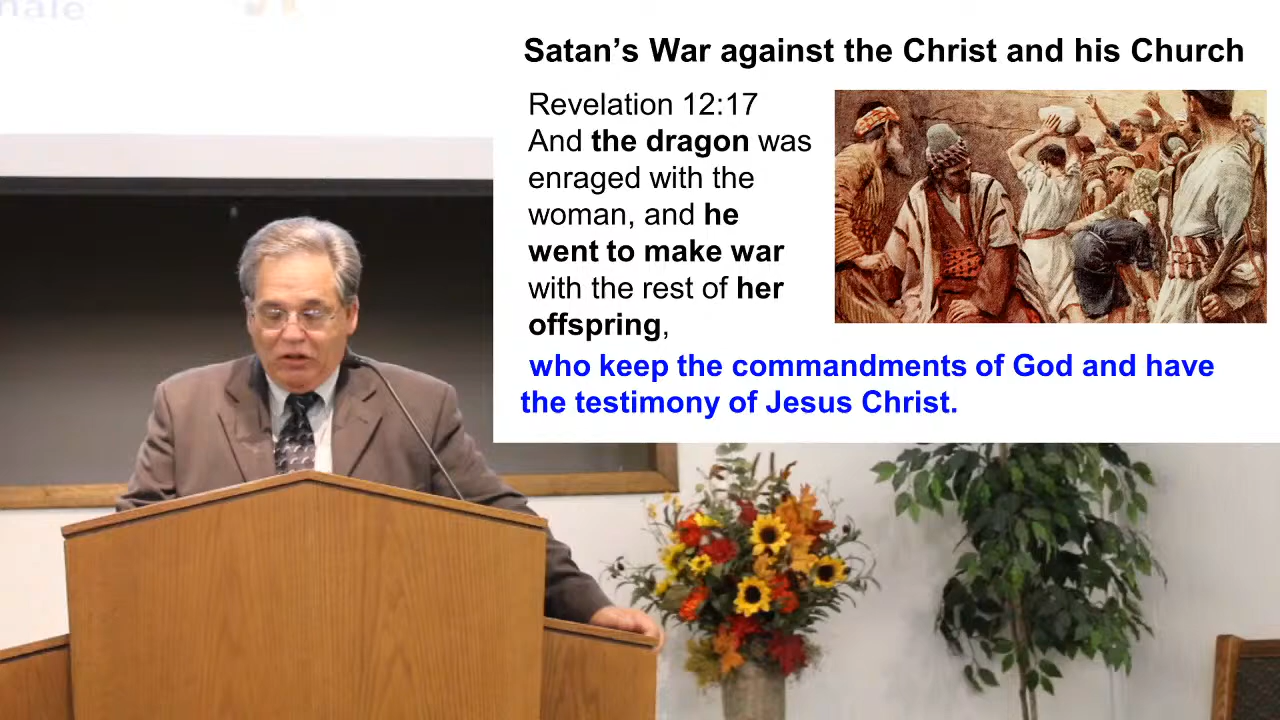 Satan’s War against the Christ and his Church
Revelation 12:17
And the dragon was
enraged with the
woman, and he
went to make war
with the rest of her
offspring,
who keep the commandments of God and have
the testimony of Jesus Christ.